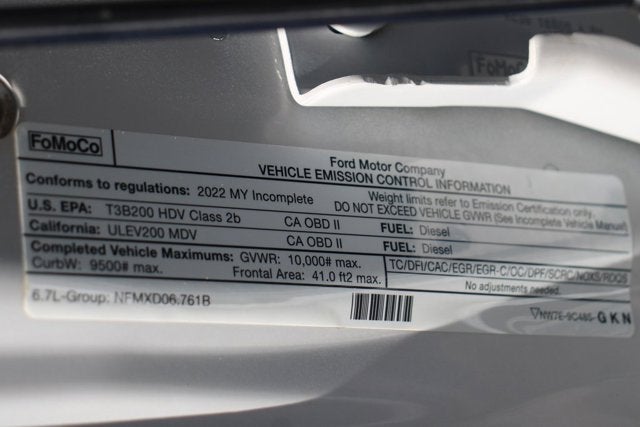 FoMoCo
FoMoCo
Ford Motor Company
VEHICLE EMISSION CONTROL INFORMATION
Conforms to regulations: 2022 MY Incomplete
Weight limits refer to Emission Certification only.
DO NOT EXCEED VEHICLE GVWR (See Incomplete Vehicle Manual)
U.S. EPA: T3B200 HDV Class 2b CA OBD II FUEL: Diesel
California: ULEV200 MDV CA OBD II FUEL: Diesel
Completed Vehicle Maximums: GVWR: 10,000# max.
CurbW: 9500# max. Frontal Area: 41.0 ft2 max.
TC/DFI/CAC/EGR/EGR-C/OC/DPF/SCRC/NOXS/RDQS
No adjustments needed.
6.7L-Group: NFMXD06.761B
NW7E-9C485- GKN